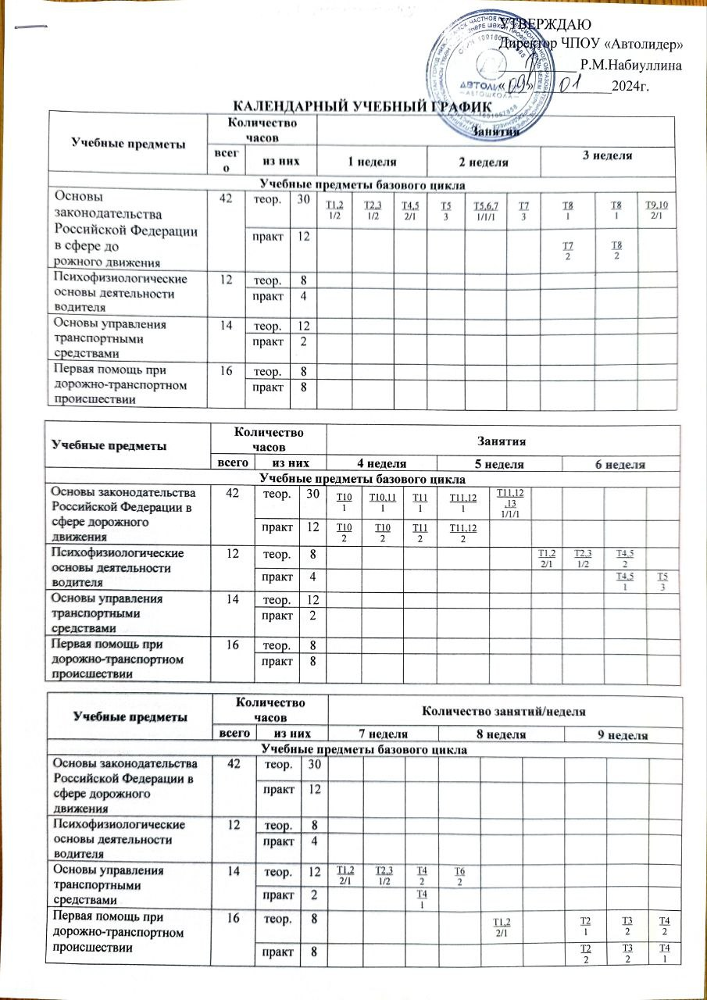 УТВЕРЖДАЮ
Директор ЧПОУ «Автолидер»
Р.М.Набиуллина
«09» 01 2024г.
АВТОШКОЛА
КАЛЕНДАРНЫЙ УЧЕБНЫЙ ГРАФИК
Учебные предметы Количество часов Занятия
всего из них 1 неделя 2 неделя 3 неделя
Учебные предметы базового цикла
Основы 42 теор. 30 Т1,2 Т2,3 Т4,5 Т5 Т5,6,7 Т7 Т8 Т8 Т9,10
законодательства 1/2 1/2 2/1 3 1/1/1 3 1 1 2/1
Российской Федерации практ 12
в сфере до Т7 Т8
рожного движения 2 2
Психофизиологические 12 теор. 8
основы деятельности практ 4
водителя
Основы управления 14 теор. 12
транспортными практ 2
средствами
Первая помощь при 16 теор. 8
дорожно-транспортном практ 8
происшествии
Учебные предметы Количество часов Занятия
всего из них 4 неделя 5 неделя 6 неделя
Учебные предметы базового цикла
Основы законодательства 42 теор. 30 Т10 Т10,11 Т11 Т11,12 Т11,12
Российской Федерации в 1 1 1 1 ,13
сфере дорожного 1/1/1
движения практ 12 Т10 Т10 Т11 Т11,12
2 2 2 2
Психофизиологические 12 теор. 8 Т1,2 Т2,3 Т4,5
основы деятельности 2/1 1/2 2
водителя практ 4 Т4,5 Т5
1 3
Основы управления 14 теор. 12
транспортными практ 2
средствами
Первая помощь при 16 теор. 8
дорожно-транспортном практ 8
происшествии
Учебные предметы Количество часов Количество занятий/неделя
всего из них 7 неделя 8 неделя 9 неделя
Учебные предметы базового цикла
Основы законодательства 42 теор. 30
Российской Федерации в
сфере дорожного практ 12
движения
Психофизиологические 12 теор. 8
основы деятельности практ 4
водителя
Основы управления 14 теор. 12 Т1,2 Т2,3 Т4 Т6
транспортными 2/1 1/2 2 2
средствами практ 2 Т4
1
Первая помощь при 16 теор. 8 Т1,2 Т2 Т3 Т4
дорожно-транспортном 2/1 1 2 2
происшествии практ 8 Т2 Т3 Т4
2 2 1